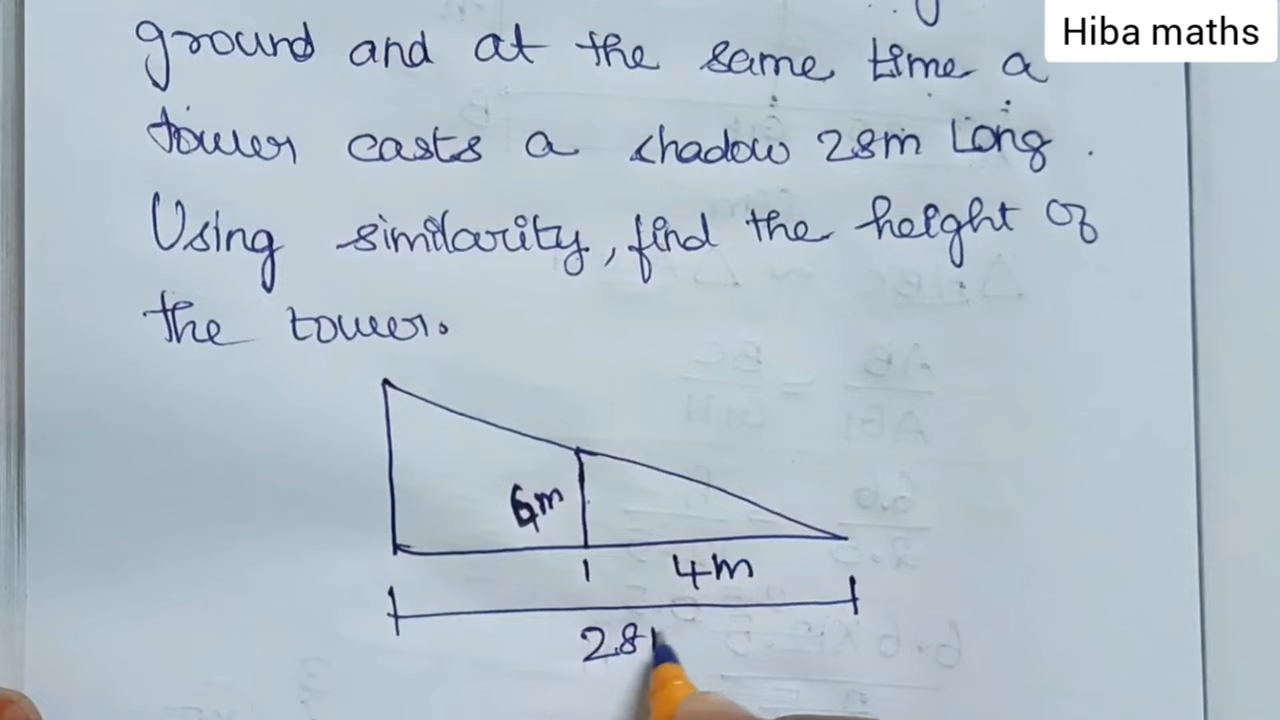 Hiba maths
ground and at the same time a
tower casts a shadow 28m long.
Using similarity, find the height of
the tower.
6m
4m
28